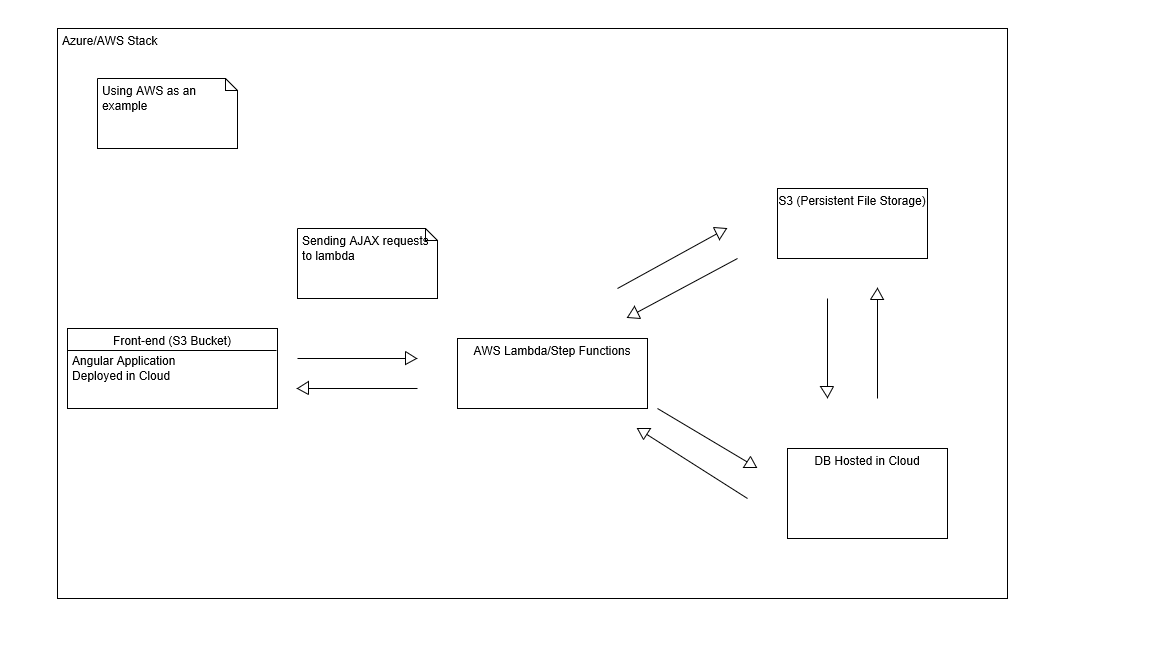 Azure/AWS Stack
Using AWS as an
example
S3 (Persistent File Storage)
Sending AJAX requests
to lambda
Front-end (S3 Bucket)
Angular Application
Deployed in Cloud
AWS Lambda/Step Functions
DB Hosted in Cloud